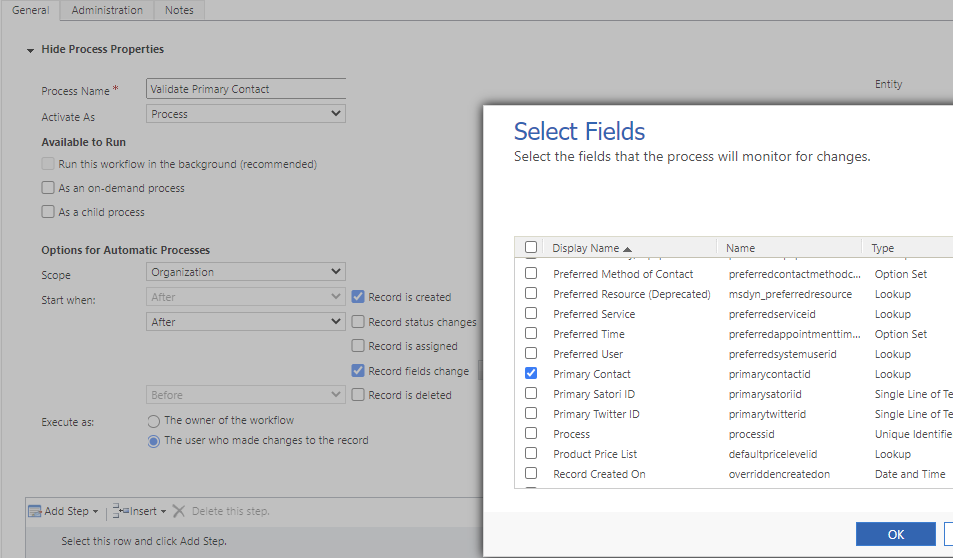 General
Administration
Notes
Hide Process Properties
Process Name *
Validate Primary Contact
Entity
Activate As
Process
Available to Run
Run this workflow in the background (recommended)
As an on-demand process
As a child process
Options for Automatic Processes
Scope
Organization
Start when:
After
Record is created
After
Record status changes
Record is assigned
Record fields change
Before
Record is deleted
Execute as:
The owner of the workflow
The user who made changes to the record
Add Step
Insert
Delete this step.
Select this row and click Add Step.
Select Fields
Select the fields that the process will monitor for changes.
Display Name Name Type
Preferred Method of Contact preferredcontactmethodc... Option Set
Preferred Resource (Deprecated) msdyn_preferredresource Lookup
Preferred Service preferredserviceid Lookup
Preferred Time preferredappointmenttim... Option Set
Preferred User preferredsystemuserid Lookup
Primary Contact primarycontactid Lookup
Primary Satori ID primarysatoriid Single Line of Te
Primary Twitter ID primarytwitterid Single Line of Te
Process processid Unique Identifie
Product Price List defaultpricelevelid Lookup
Record Created On overriddencreatedon Date and Time
OK